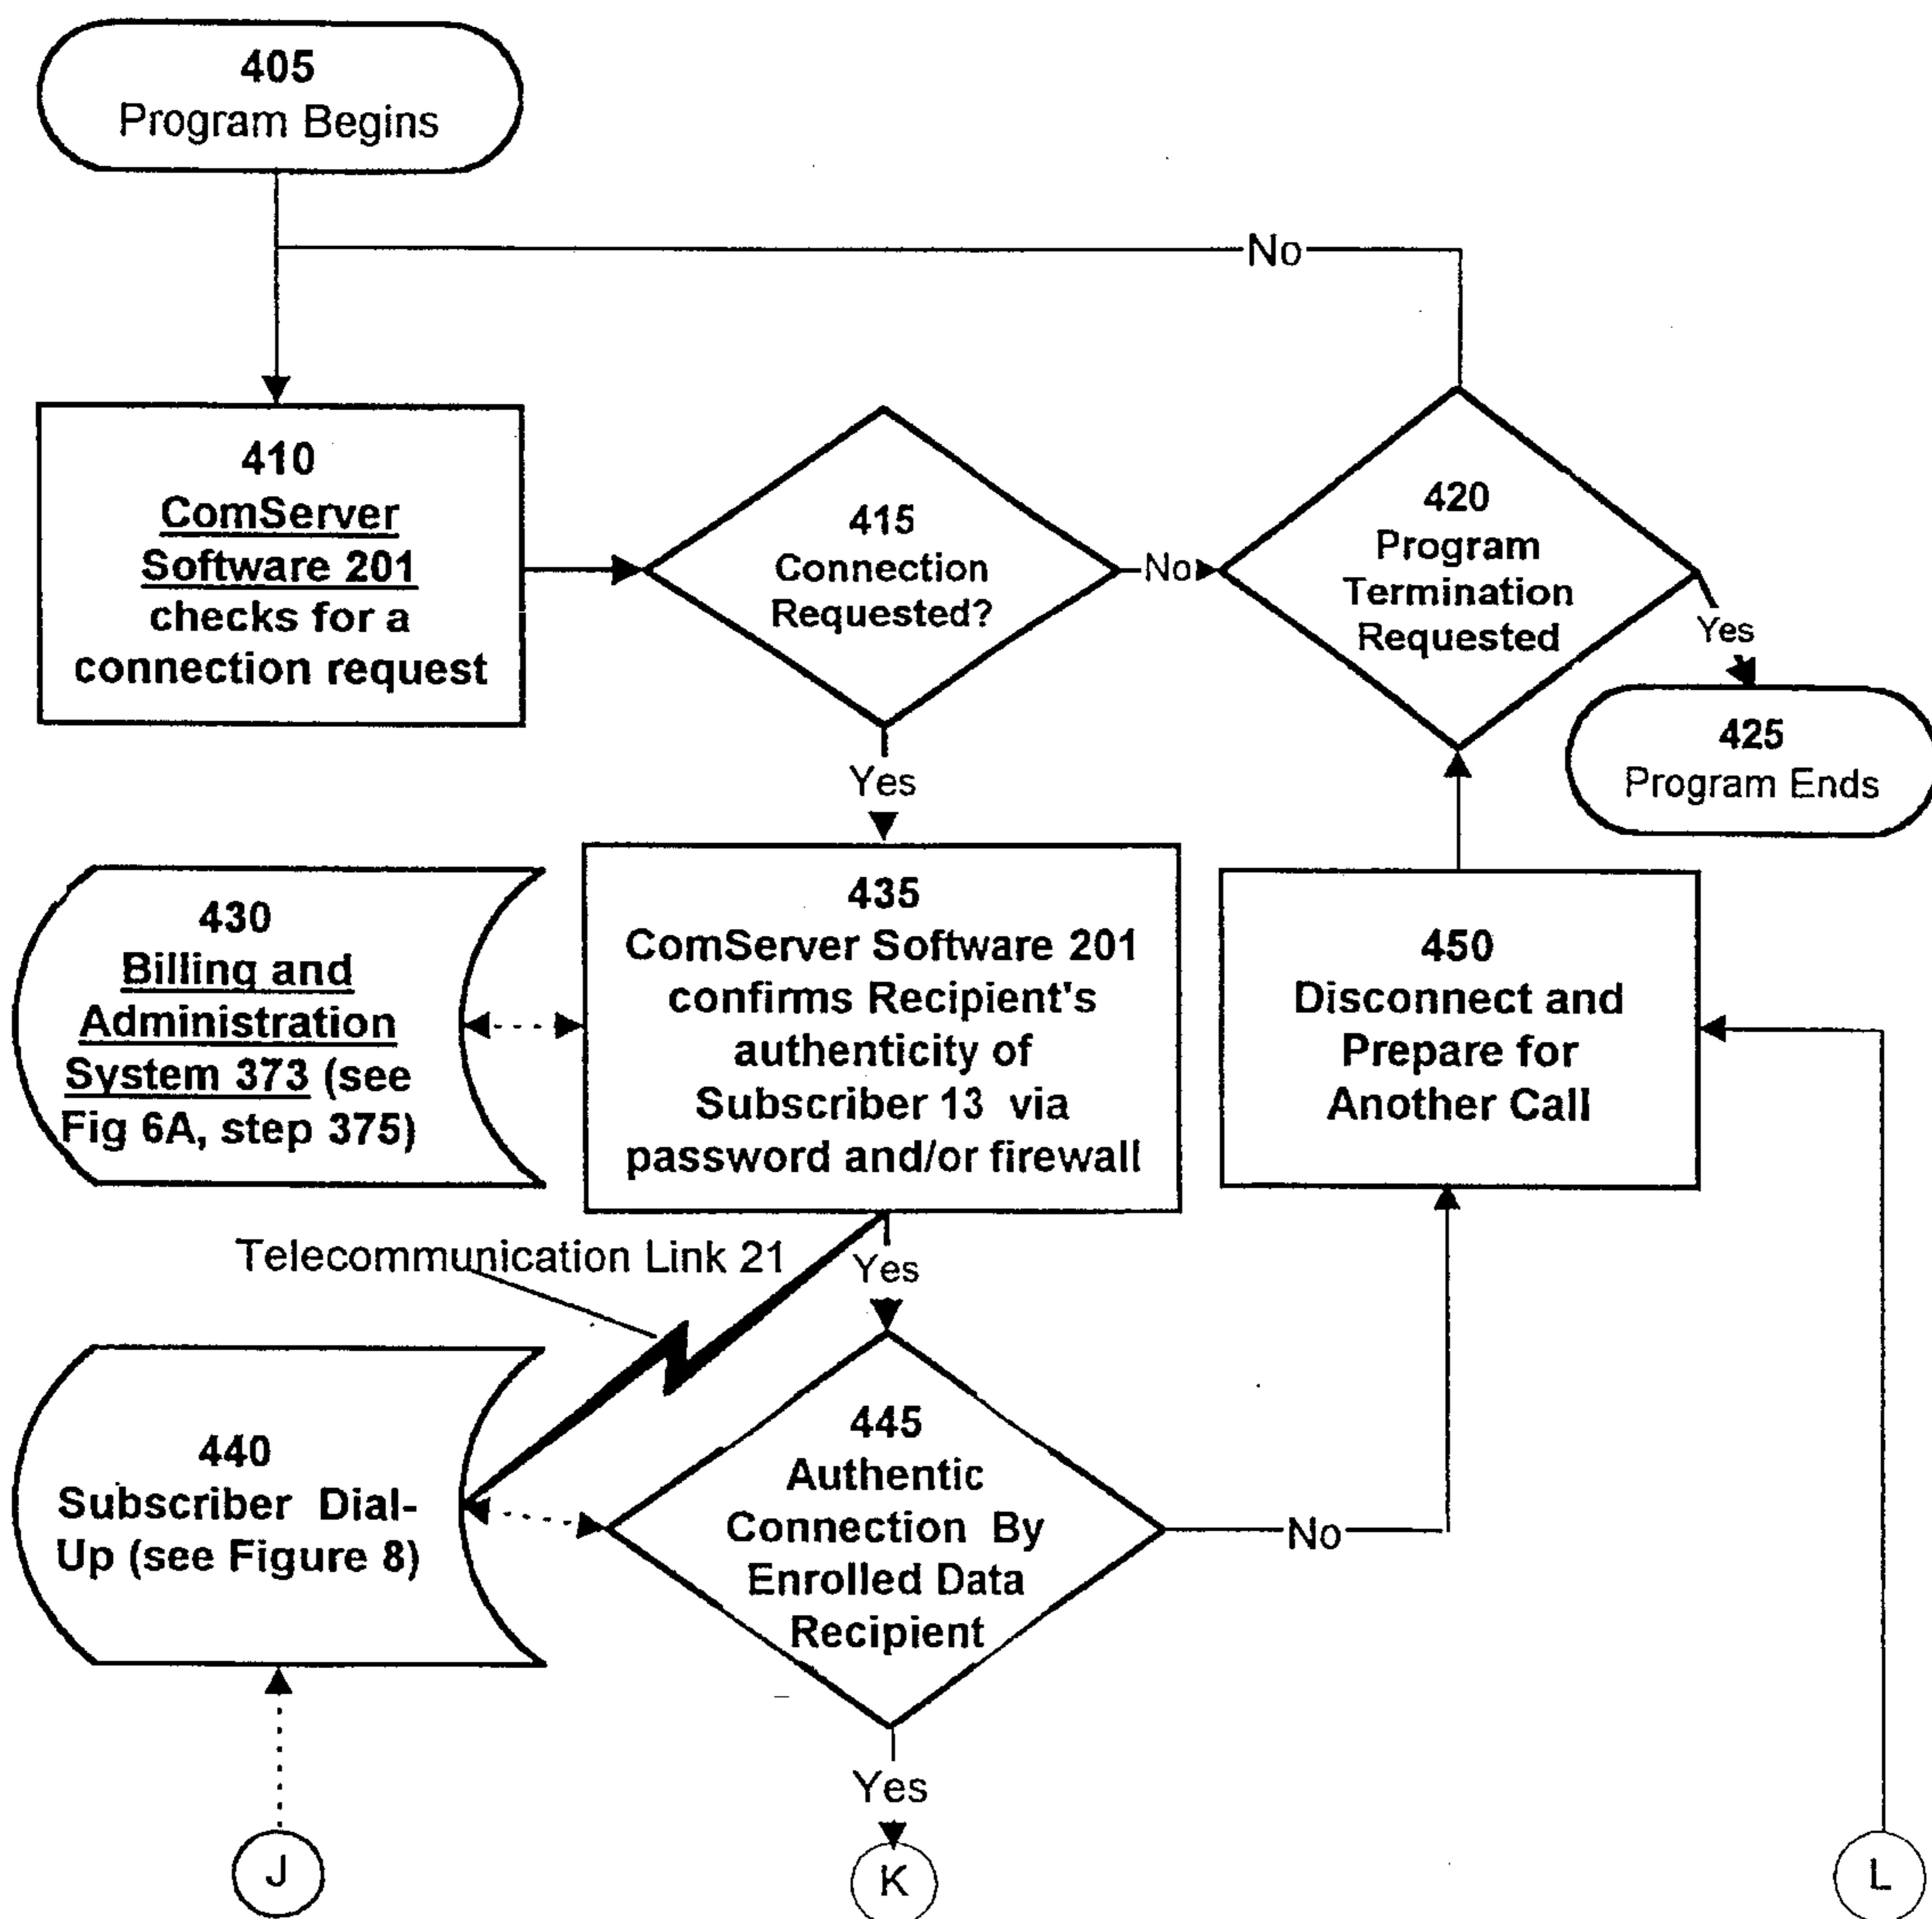 405
Program Begins
No
410
ComServer
Software 201
checks for a
connection request
415
Connection
Requested?
No
420
Program
Termination
Requested
Yes
425
Program Ends
Yes
430
Billing and
Administration
System 373 (see
Fig 6A, step 375)
435
ComServer Software 201
confirms Recipient's
authenticity of
Subscriber 13 via
password and/or firewall
450
Disconnect and
Prepare for
Another Call
Telecommunication Link 21
Yes
440
Subscriber Dial-
Up (see Figure 8)
445
Authentic
Connection By
Enrolled Data
Recipient
No
Yes
J
K
L